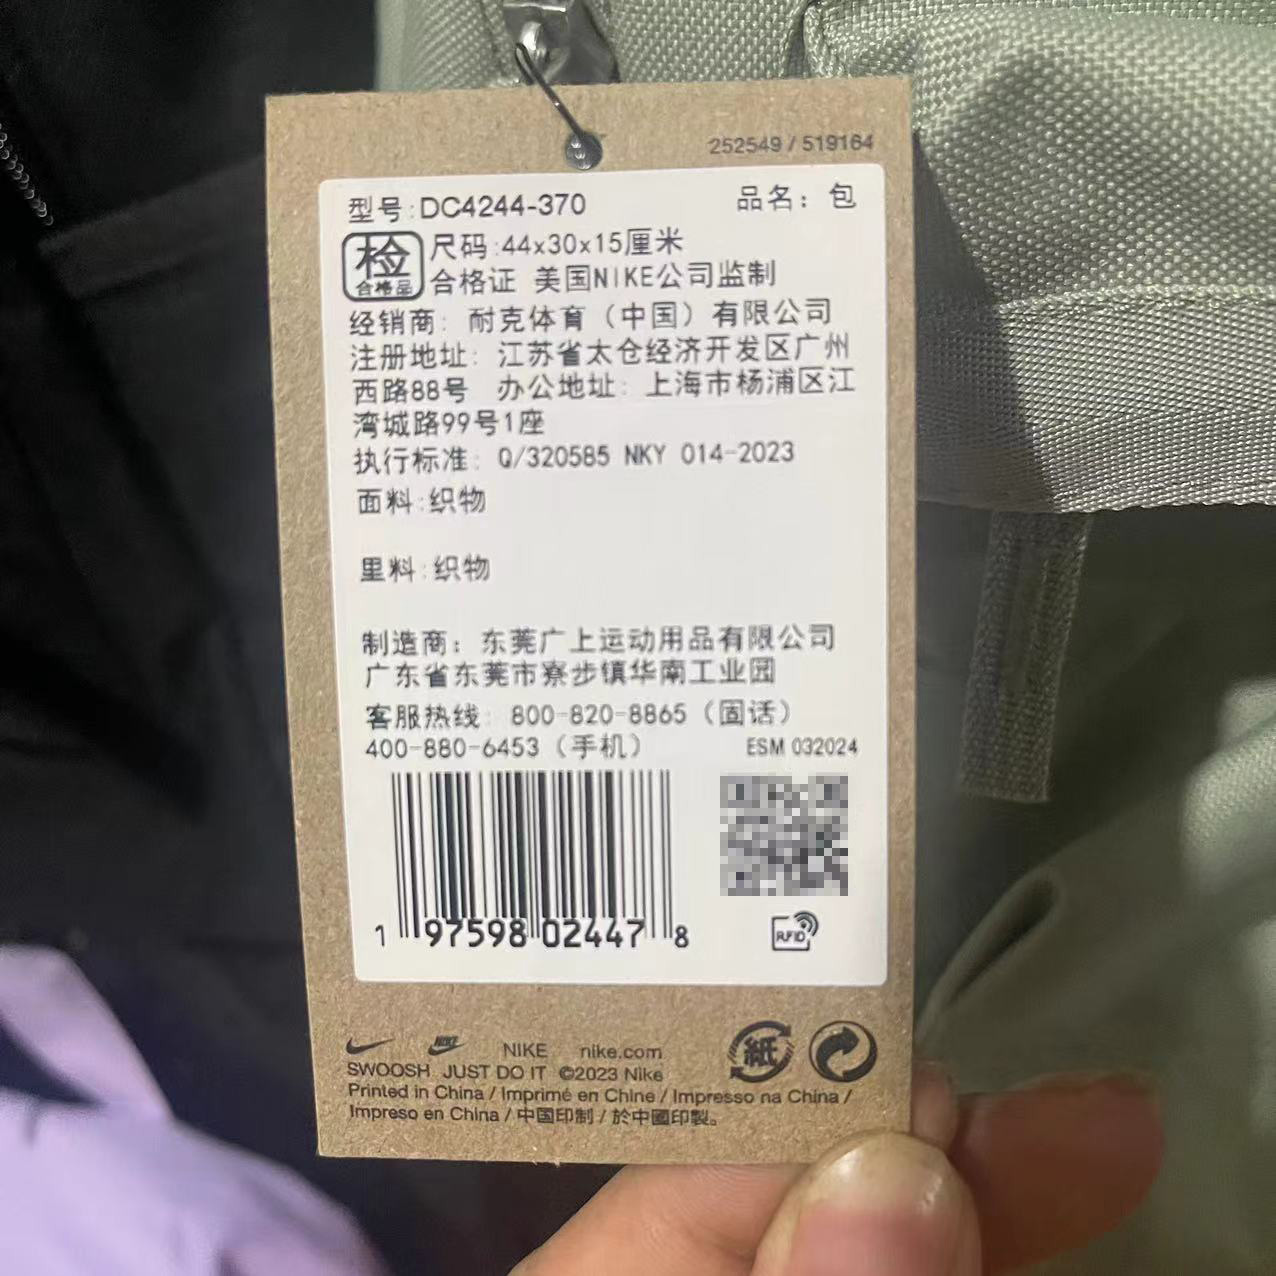 252549 / 519164
型号:DC4244-370 品名：包
检 合格品
尺码:44x30x15厘米
合格证 美国NIKE公司监制
经销商: 耐克体育（中国）有限公司
注册地址: 江苏省太仓经济开发区广州
西路88号 办公地址: 上海市杨浦区江
湾城路99号1座
执行标准: Q/320585 NKY 014-2023
面料:织物
里料:织物
制造商: 东莞广上运动用品有限公司
广东省东莞市寮步镇华南工业园
客服热线: 800-820-8865（固话）
400-880-6453（手机） ESM 032024
1 97598 02447 8
RFID
NIKE NIKE nike.com
紙
SWOOSH JUST DO IT ©2023 Nike
Printed in China / Imprimé en Chine / Impresso na China /
Impreso en China / 中国印制 / 於中國印製。